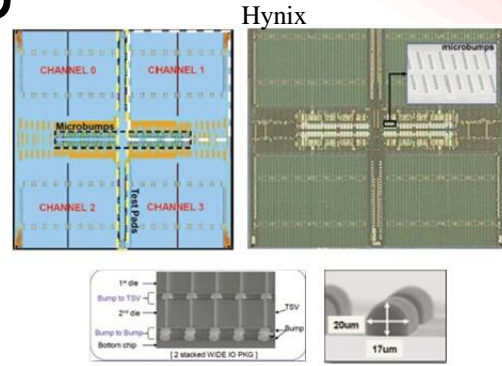 Hynix
microbumps
CHANNEL 0
CHANNEL 1
Microbumps
CHANNEL 2
CHANNEL 3
Test Pads
1st die
Bump to TSV
2nd die
TSV
Bump to Bump
Bump
Bottom chip
[ 2 stacked WIDE IO PKG ]
20um
17um